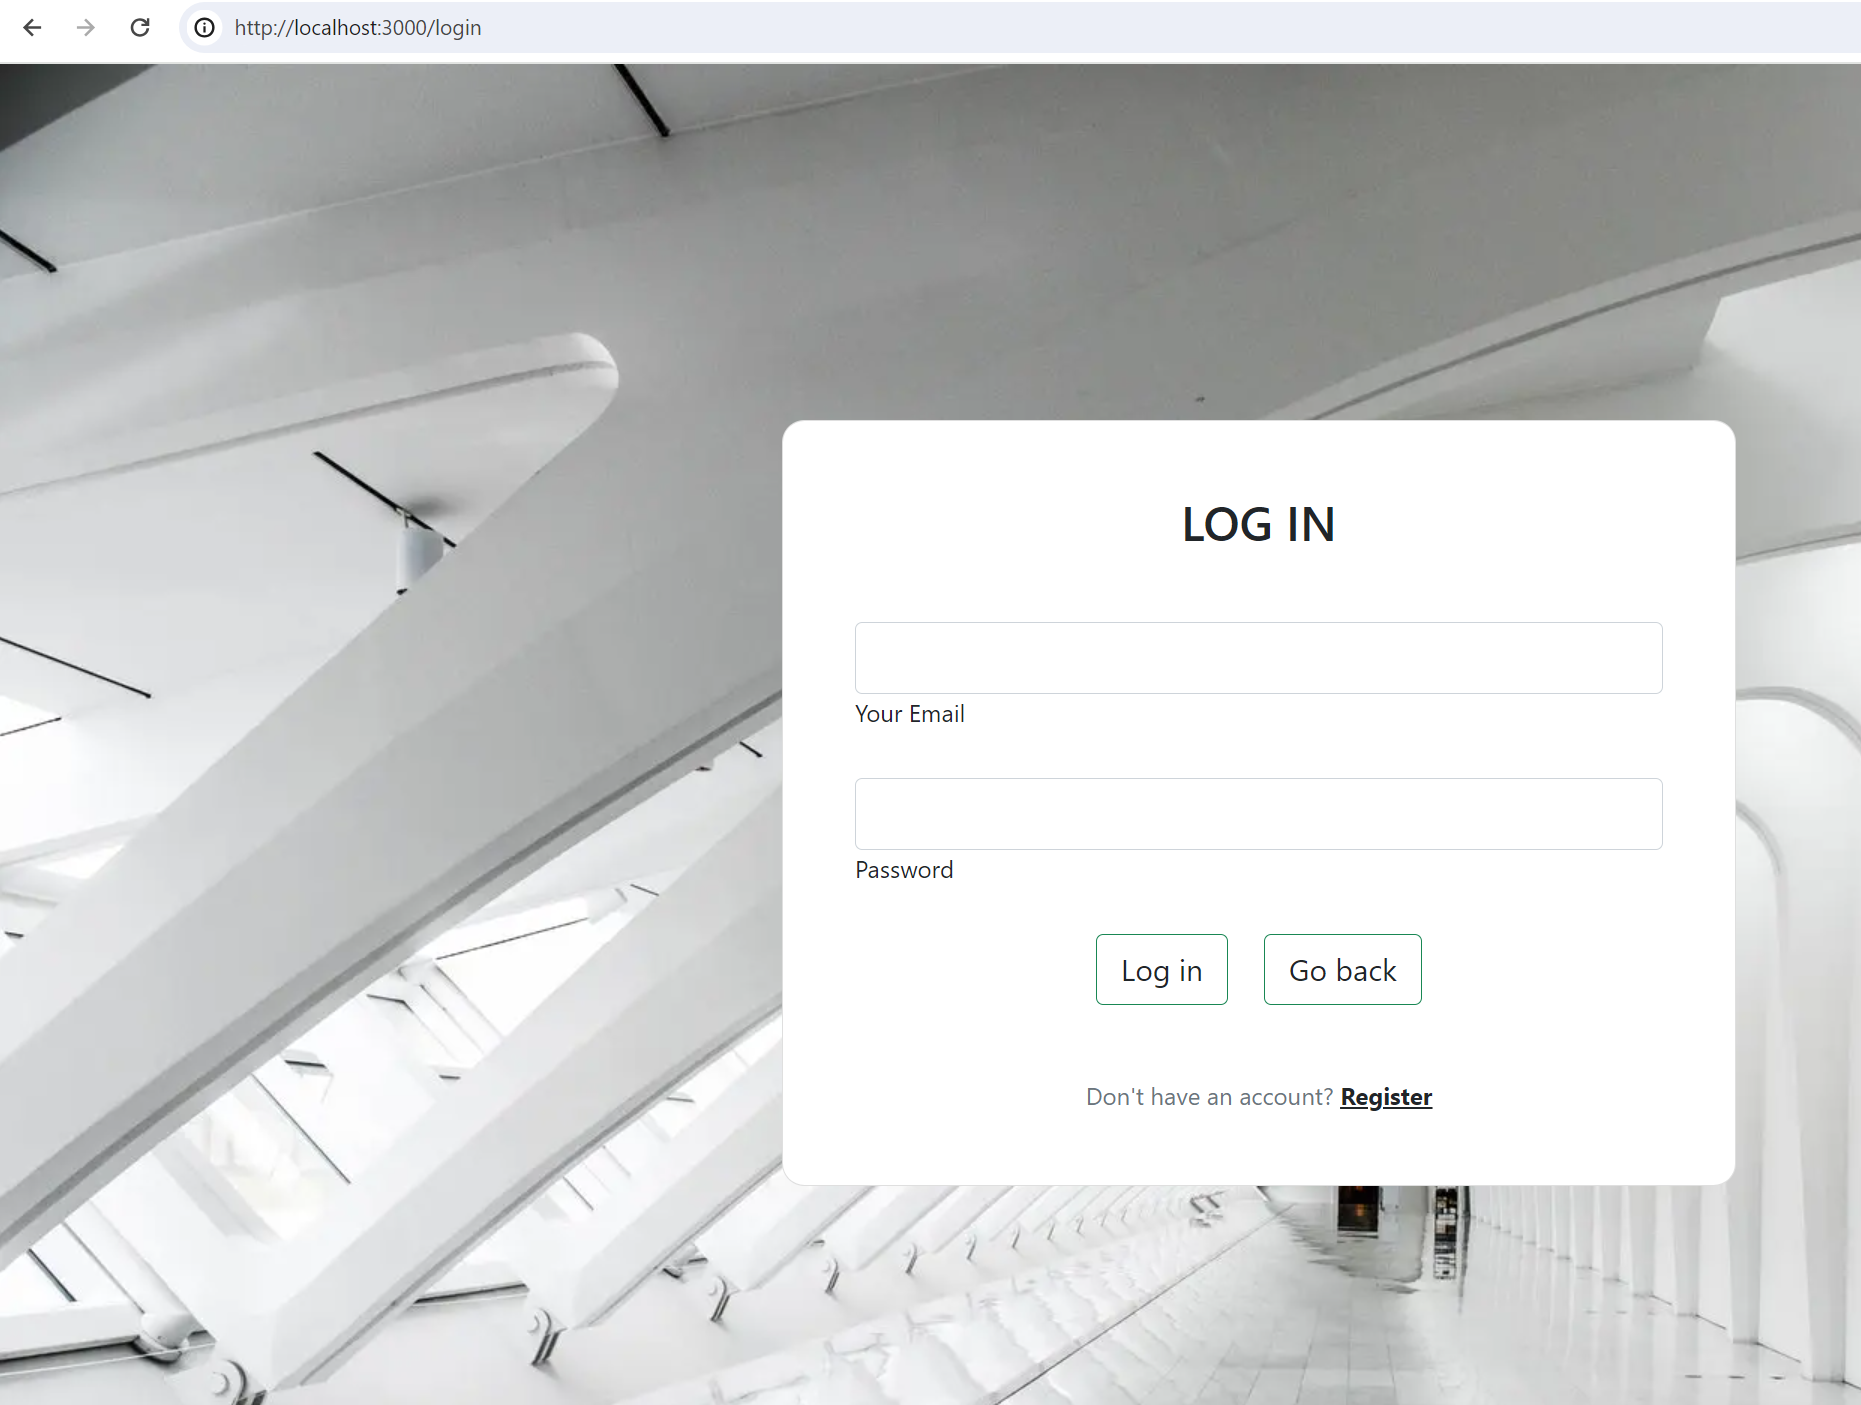 http://localhost:3000/login
LOG IN
Your Email
Password
Log in
Go back
Don't have an account? Register